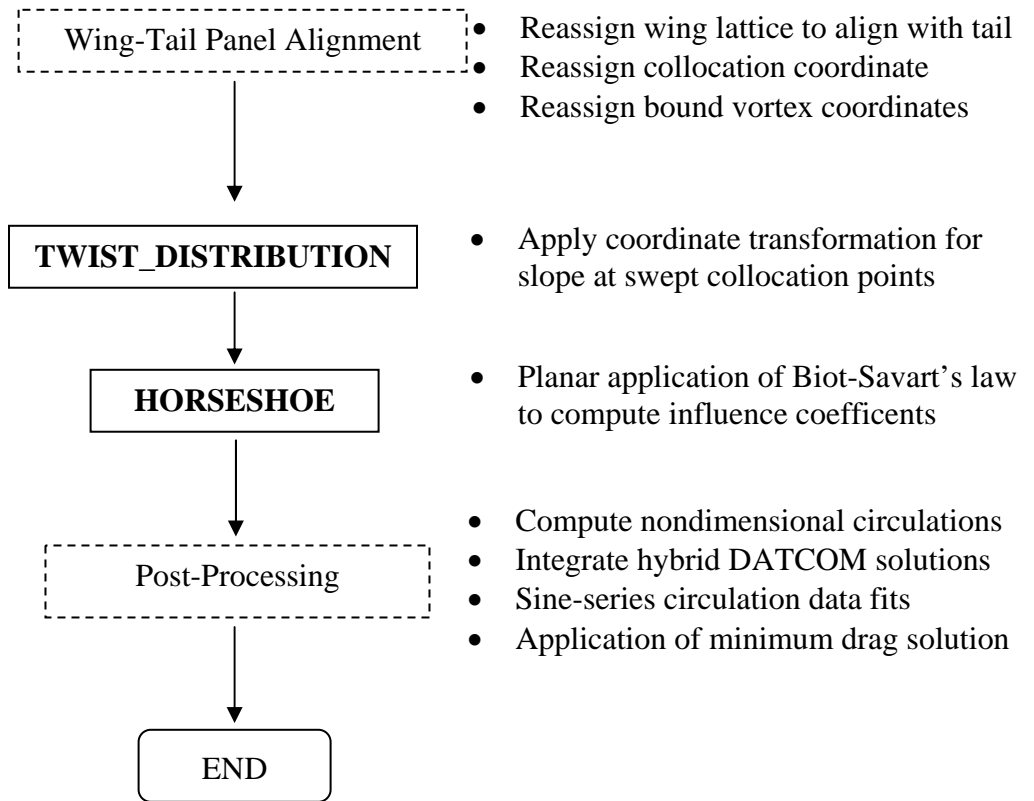 Wing-Tail Panel Alignment
• Reassign wing lattice to align with tail
• Reassign collocation coordinate
• Reassign bound vortex coordinates
TWIST_DISTRIBUTION
• Apply coordinate transformation for
slope at swept collocation points
HORSESHOE
• Planar application of Biot-Savart’s law
to compute influence coefficents
Post-Processing
• Compute nondimensional circulations
• Integrate hybrid DATCOM solutions
• Sine-series circulation data fits
• Application of minimum drag solution
END